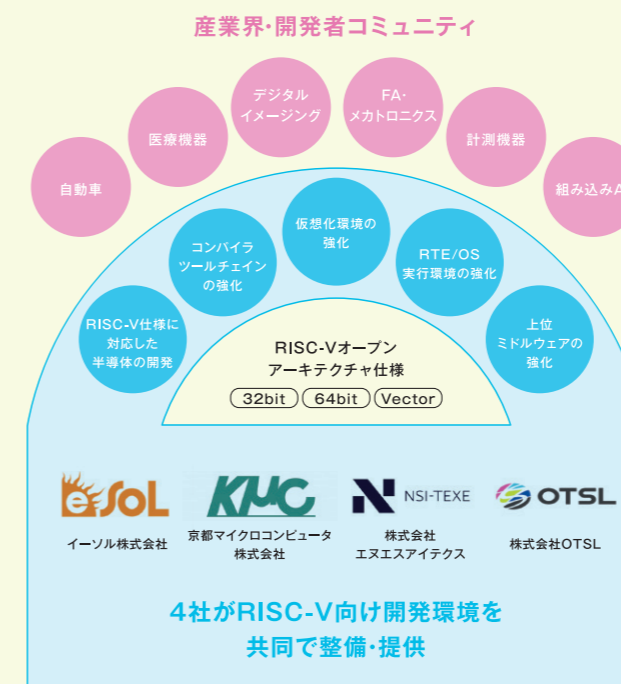 産業界・開発者コミュニティ
デジタル
イメージング
FA・
メカトロニクス
医療機器
計測機器
自動車
組み込みA
仮想化環境の
強化
コンパイラ
ツールチェイン
の強化
RTE/OS
実行環境の強化
RISC-V仕様に
対応した
半導体の開発
上位
ミドルウェアの
強化
RISC-Vオープン
アーキテクチャ仕様
32bit 64bit Vector
eSOL
KMC
NSI-TEXE
OTSL
イーソル株式会社
京都マイクロコンピュータ
株式会社
株式会社
エヌエスアイテクス
株式会社OTSL
4社がRISC-V向け開発環境を
共同で整備・提供